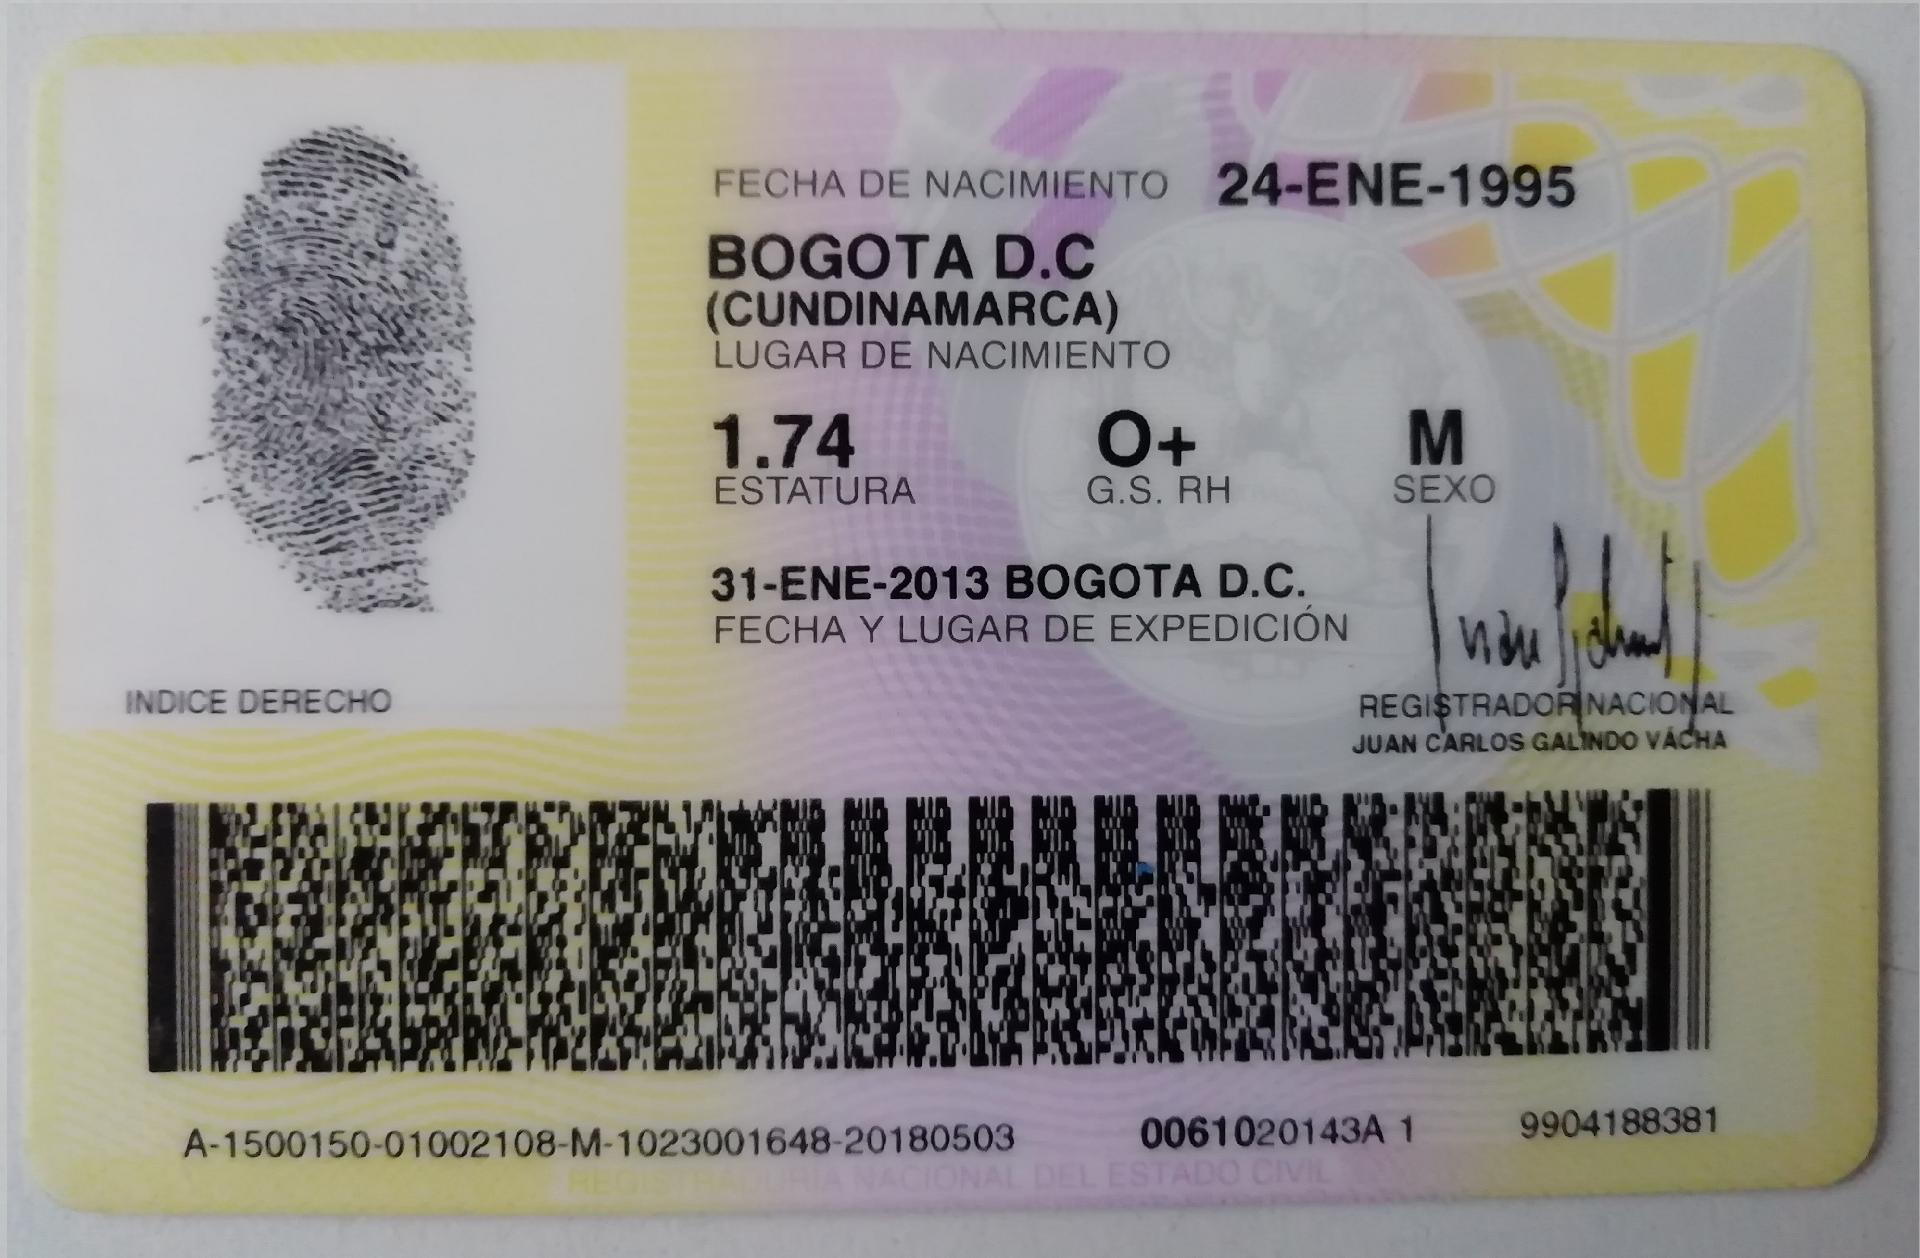 FECHA DE NACIMIENTO 24-ENE-1995
BOGOTA D.C
(CUNDINAMARCA)
LUGAR DE NACIMIENTO
1.74 O+ M
ESTATURA G.S. RH SEXO
31-ENE-2013 BOGOTA D.C.
FECHA Y LUGAR DE EXPEDICIÓN
INDICE DERECHO
REGISTRADOR NACIONAL
JUAN CARLOS GALINDO VÁCHA
A-1500150-01002108-M-1023001648-20180503 0061020143A 1 9904188381
REGISTRADURIA NACIONAL DEL ESTADO CIVIL